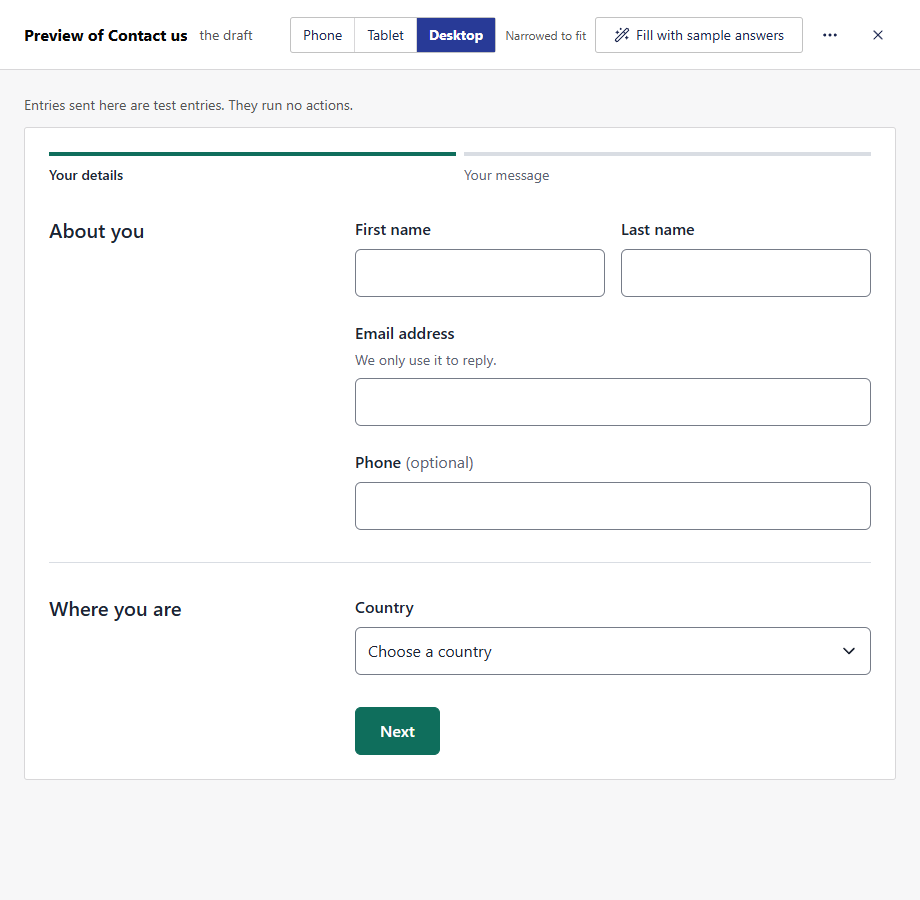 Preview of Contact us the draft Phone Tablet Desktop Narrowed to fit Fill with sample answers
Entries sent here are test entries. They run no actions.
Your details Your message
About you First name Last name
Email address
We only use it to reply.
Phone (optional)
Where you are Country
Choose a country
Next